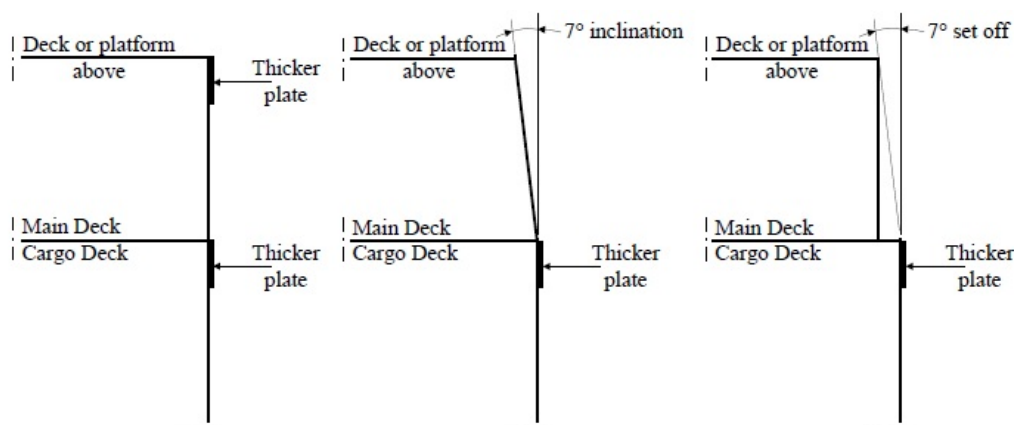 Deck or platform
above
Thicker
plate
Main Deck
Cargo Deck
Thicker
plate
7° inclination
Deck or platform
above
Main Deck
Cargo Deck
Thicker
plate
7° set off
Deck or platform
above
Main Deck
Cargo Deck
Thicker
plate